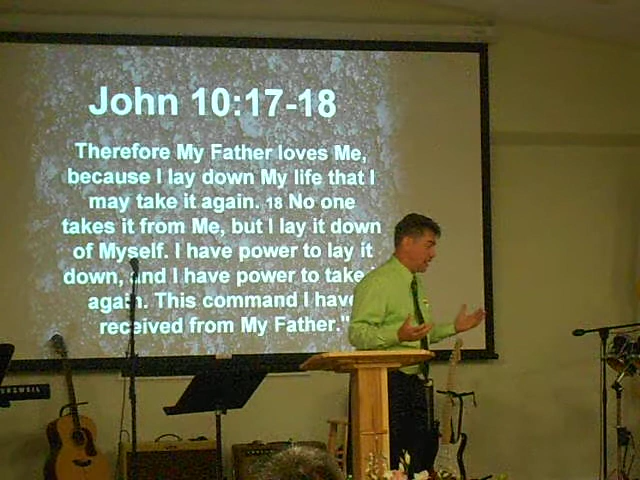 John 10:17-18
Therefore My Father loves Me,
because I lay down My life that I
may take it again. 18 No one
takes it from Me, but I lay it down
of Myself. I have power to lay it
down, and I have power to take
again. This command I have
received from My Father."